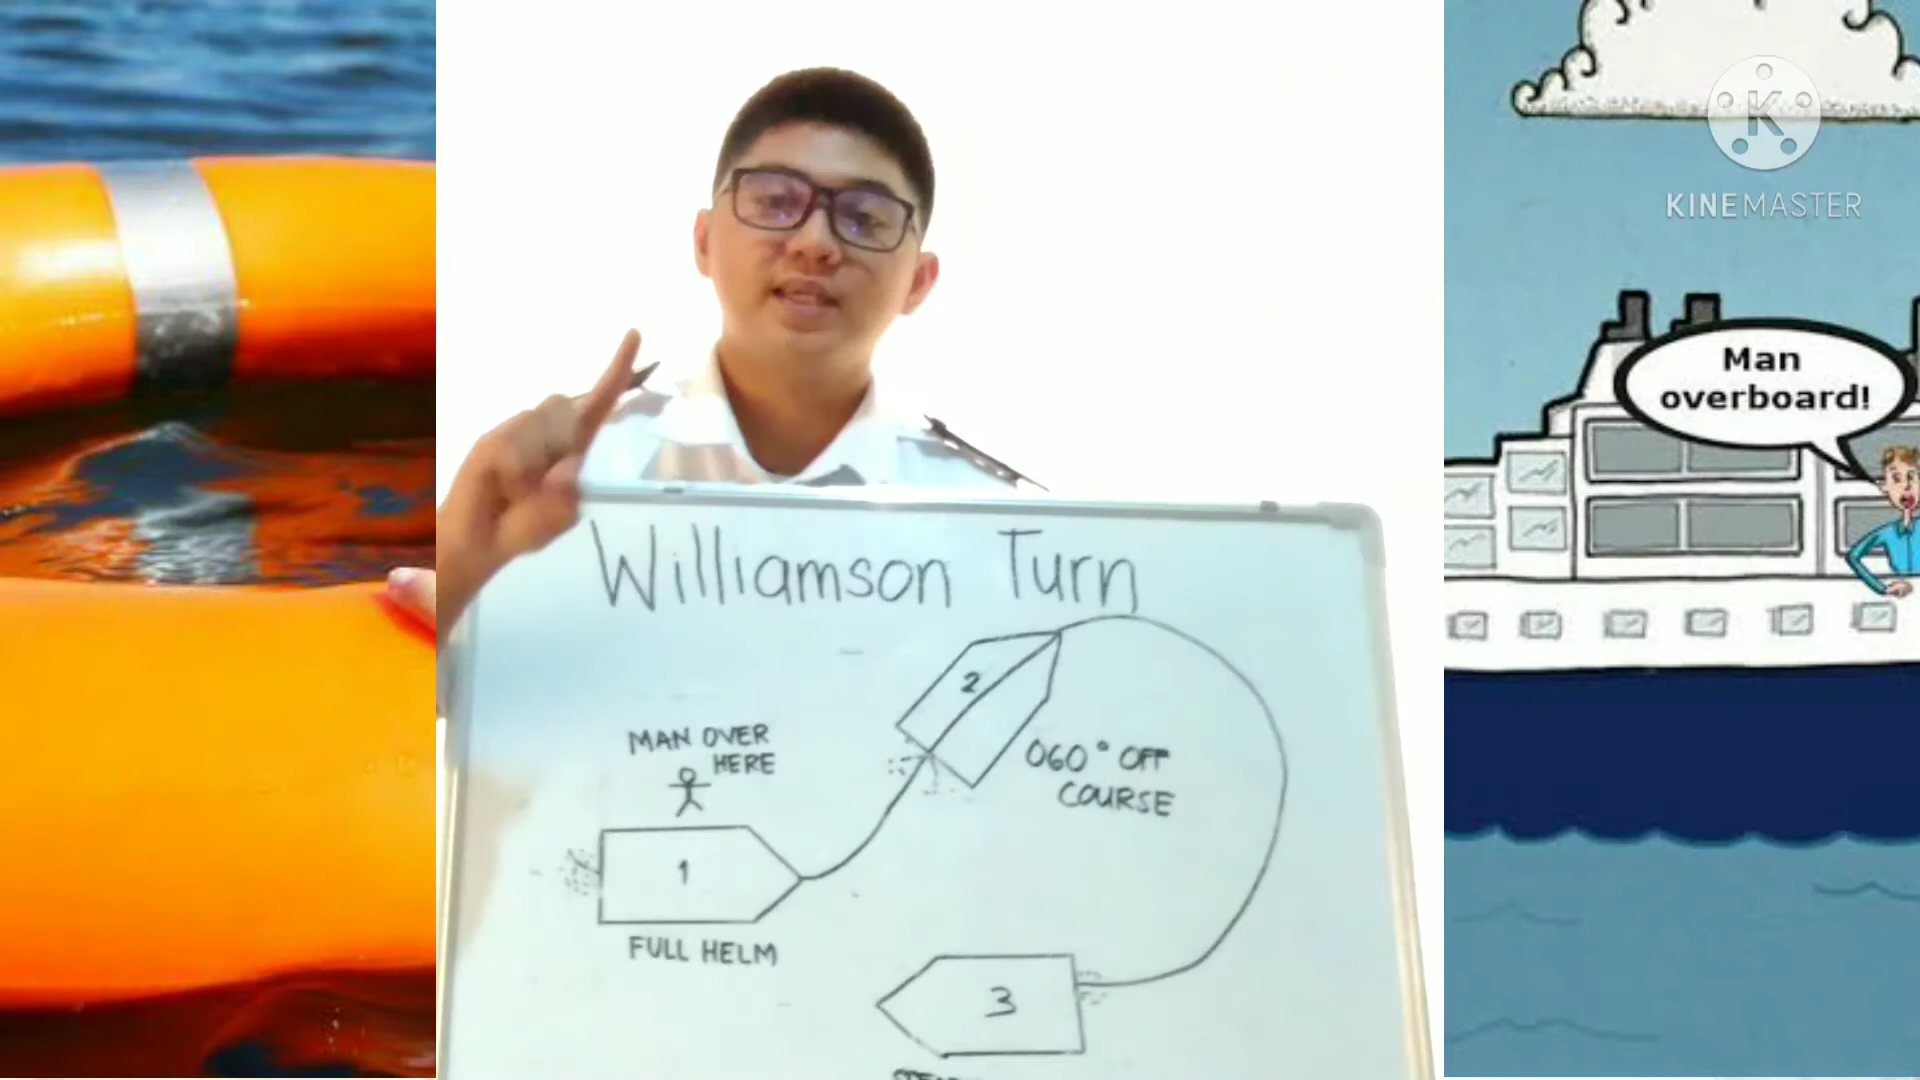 K
KINEMASTER
Man
overboard!
Williamson Turn
2
MAN OVER
HERE
060° OFF
COURSE
1
FULL HELM
3